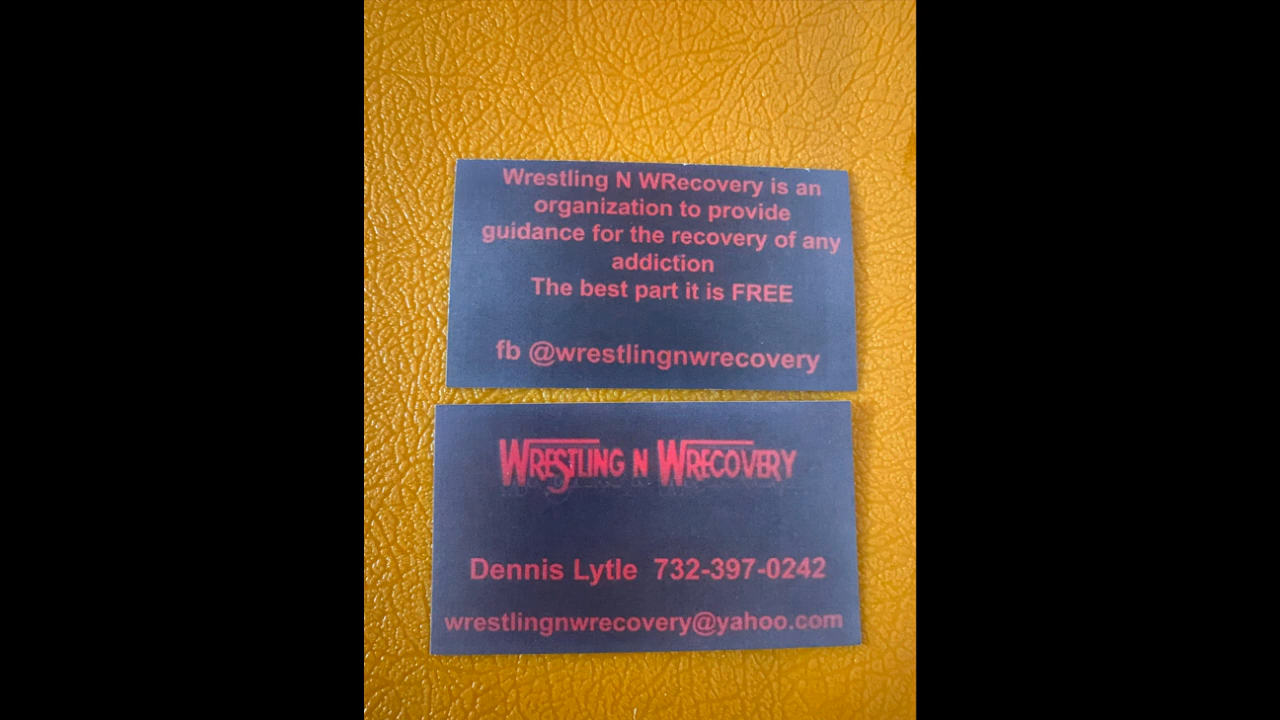 Wrestling N WRecovery is an
organization to provide
guidance for the recovery of any
addiction
The best part it is FREE
fb @wrestlingnwrecovery
WRESTLING N WRECOVERY
Dennis Lytle 732-397-0242
wrestlingnwrecovery@yahoo.com